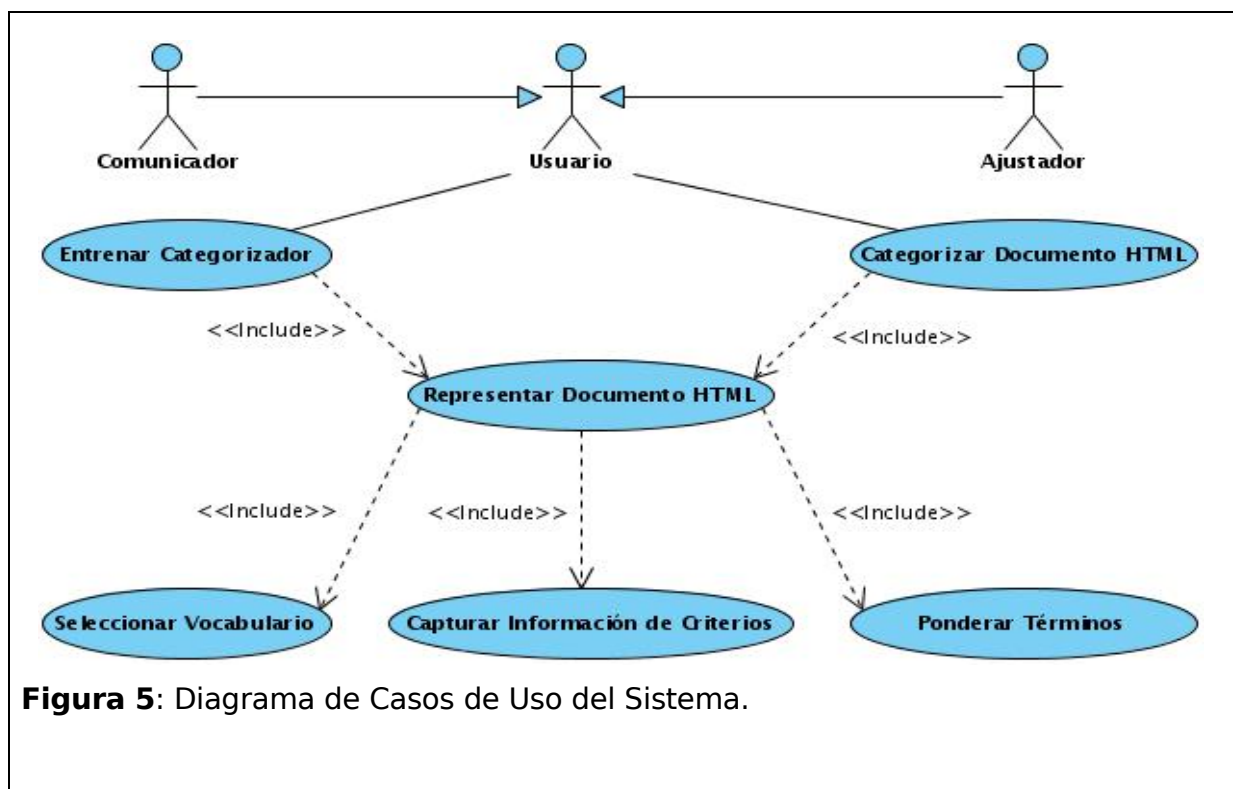 Comunicador
Usuario
Ajustador
Entrenar Categorizador
Categorizar Documento HTML
<<Include>>
<<Include>>
Representar Documento HTML
<<Include>>
<<Include>>
<<Include>>
Seleccionar Vocabulario
Capturar Información de Criterios
Ponderar Términos
Figura 5: Diagrama de Casos de Uso del Sistema.